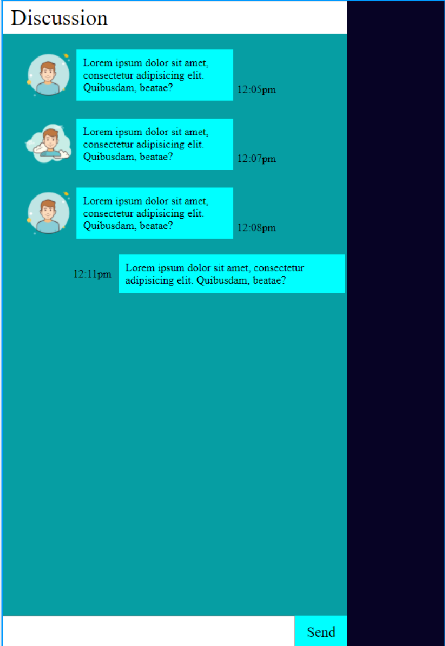 Discussion
Lorem ipsum dolor sit amet,
consectetur adipisicing elit.
Quibusdam, beatae?
12:05pm
Lorem ipsum dolor sit amet,
consectetur adipisicing elit.
Quibusdam, beatae?
12:07pm
Lorem ipsum dolor sit amet,
consectetur adipisicing elit.
Quibusdam, beatae?
12:08pm
12:11pm
Lorem ipsum dolor sit amet, consectetur
adipisicing elit. Quibusdam, beatae?
Send